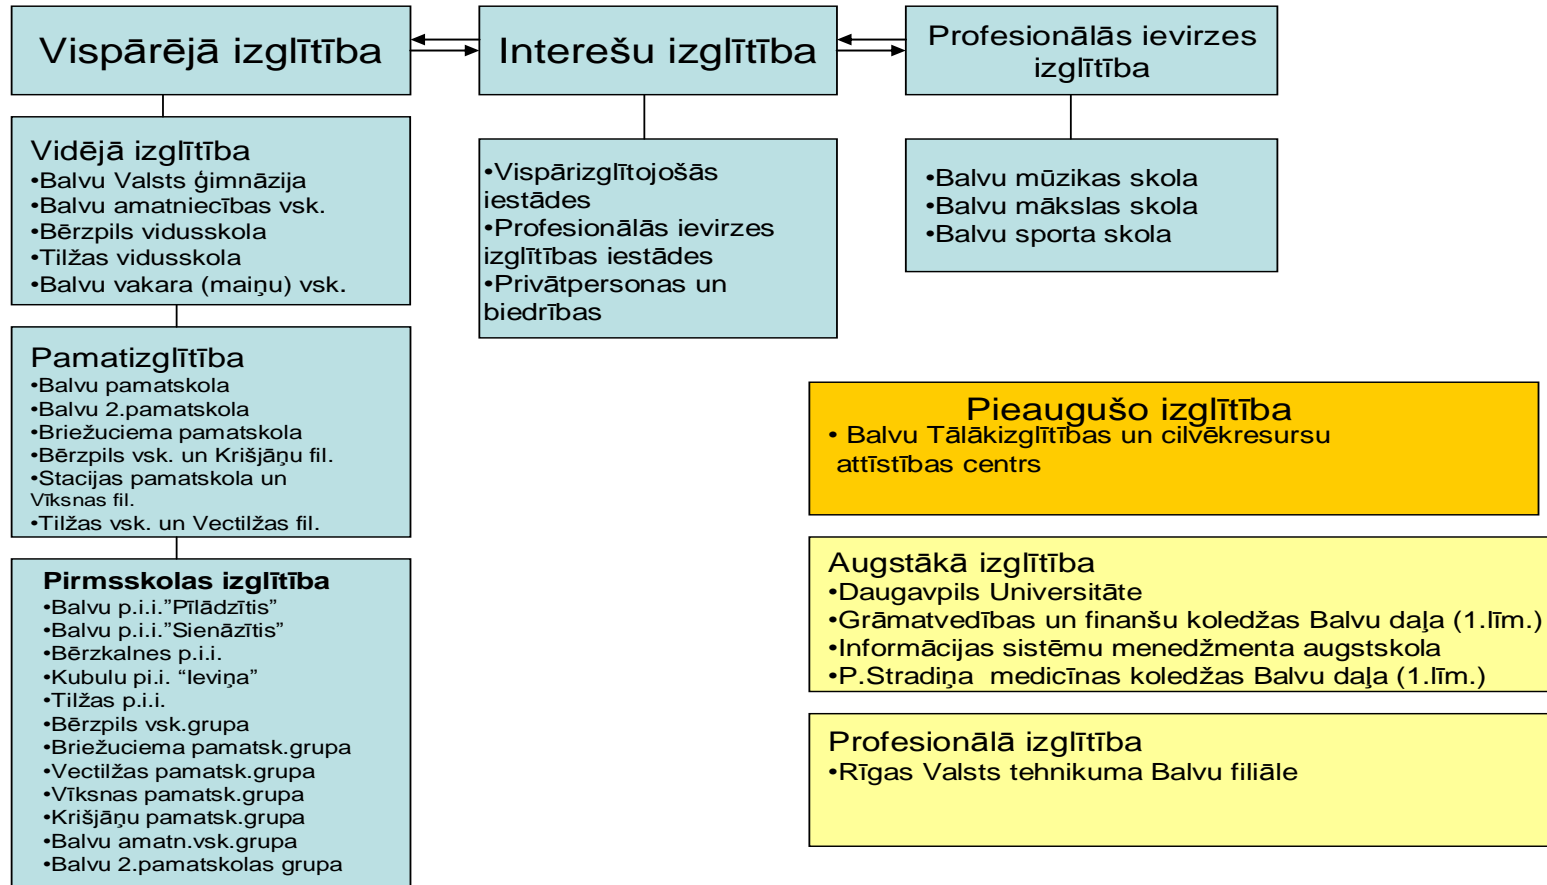 Vispārējā izglītība
Interešu izglītība
Profesionālās ievirzes
izglītība
Vidējā izglītība
•Balvu Valsts ģimnāzija
•Balvu amatniecības vsk.
•Bērzpils vidusskola
•Tilžas vidusskola
•Balvu vakara (maiņu) vsk.
•Vispārizglītojošās
iestādes
•Profesionālās ievirzes
izglītības iestādes
•Privātpersonas un
biedrības
•Balvu mūzikas skola
•Balvu mākslas skola
•Balvu sporta skola
Pamatizglītība
•Balvu pamatskola
•Balvu 2.pamatskola
•Briežuciema pamatskola
•Bērzpils vsk. un Krišjāņu fil.
•Stacijas pamatskola un
Vīksnas fil.
•Tilžas vsk. un Vectilžas fil.
Pirmsskolas izglītība
•Balvu p.i.i.”Pīlādzītis”
•Balvu p.i.i.”Sienāzītis”
•Bērzkalnes p.i.i.
•Kubulu pi.i. “Ieviņa”
•Tilžas p.i.i.
•Bērzpils vsk.grupa
•Briežuciema pamatsk.grupa
•Vectilžas pamatsk.grupa
•Vīksnas pamatsk.grupa
•Krišjāņu pamatsk.grupa
•Balvu amatn.vsk.grupa
•Balvu 2.pamatskolas grupa
Pieaugušo izglītība
• Balvu Tālākizglītības un cilvēkresursu
attīstības centrs
Augstākā izglītība
•Daugavpils Universitāte
•Grāmatvedības un finanšu koledžas Balvu daļa (1.līm.)
•Informācijas sistēmu menedžmenta augstskola
•P.Stradiņa medicīnas koledžas Balvu daļa (1.līm.)
Profesionālā izglītība
•Rīgas Valsts tehnikuma Balvu filiāle